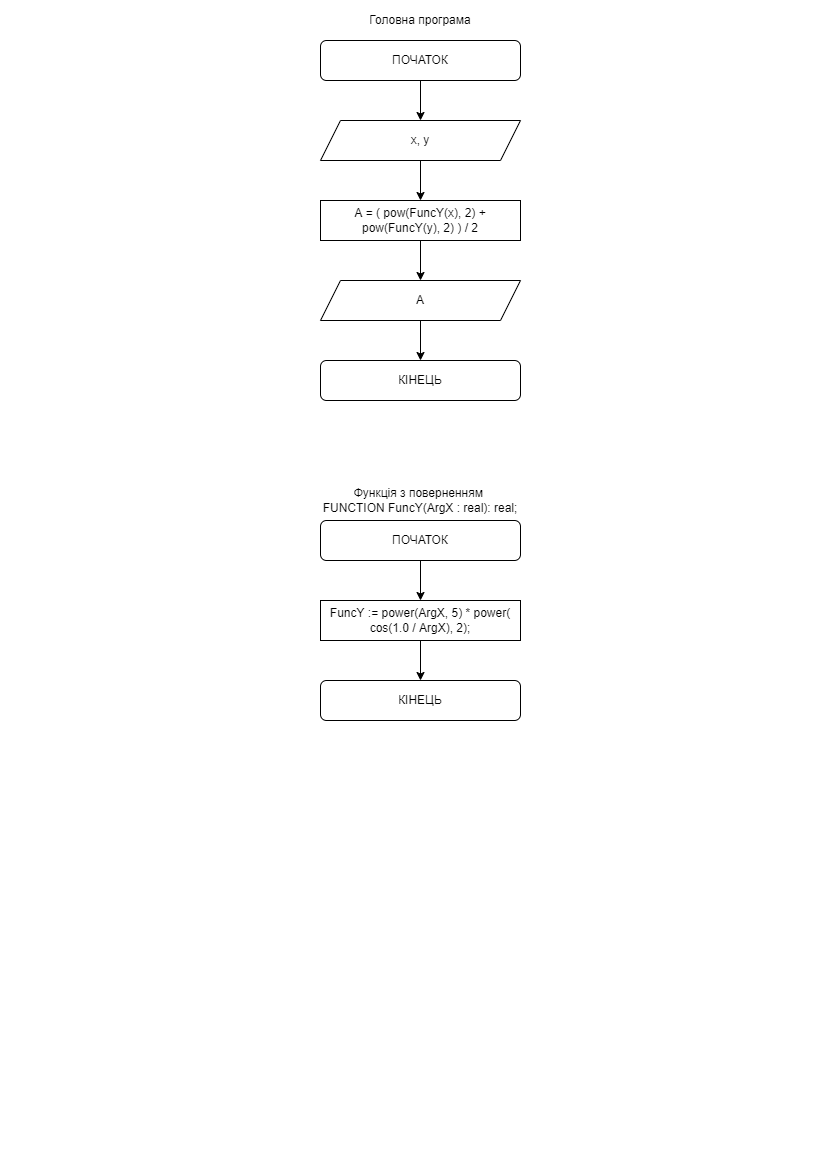 Головна програма
ПОЧАТОК
x, y
A = ( pow(FuncY(x), 2) +
pow(FuncY(y), 2) ) / 2
A
КІНЕЦЬ
Функція з поверненням
FUNCTION FuncY(ArgX : real): real;
ПОЧАТОК
FuncY := power(ArgX, 5) * power(
cos(1.0 / ArgX), 2);
КІНЕЦЬ